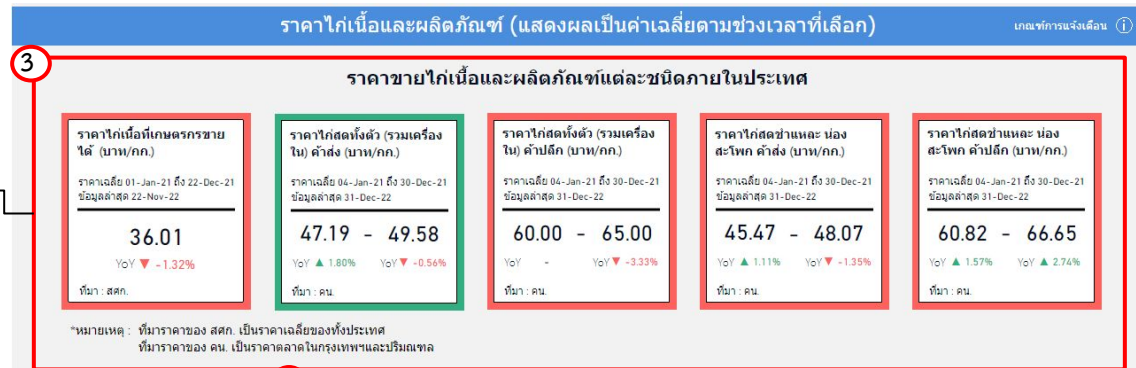 ราคาไก่เนื้อและผลิตภัณฑ์ (แสดงผลเป็นค่าเฉลี่ยตามช่วงเวลาที่เลือก)
เกณฑ์การแจ้งเตือน
3
ราคาขายไก่เนื้อและผลิตภัณฑ์แต่ละชนิดภายในประเทศ
ราคาไก่เนื้อที่เกษตรกรขาย
ได้ (บาท/กก.)
ราคาเฉลี่ย 01-Jan-21 ถึง 22-Dec-21
ข้อมูลล่าสุด 22-Nov-22
36.01
YoY ▼ -1.32%
ที่มา : สศก.
ราคาไก่สดทั้งตัว (รวมเครื่อง
ใน) ค้าส่ง (บาท/กก.)
ราคาเฉลี่ย 04-Jan-21 ถึง 30-Dec-21
ข้อมูลล่าสุด 31-Dec-22
47.19 - 49.58
YoY ▲ 1.80% YoY ▼ -0.56%
ที่มา : คน.
ราคาไก่สดทั้งตัว (รวมเครื่อง
ใน) ค้าปลีก (บาท/กก.)
ราคาเฉลี่ย 04-Jan-21 ถึง 30-Dec-21
ข้อมูลล่าสุด 31-Dec-22
60.00 - 65.00
YoY - YoY ▼ -3.33%
ที่มา : คน.
ราคาไก่สดชำแหละ น่อง
สะโพก ค้าส่ง (บาท/กก.)
ราคาเฉลี่ย 04-Jan-21 ถึง 30-Dec-21
ข้อมูลล่าสุด 31-Dec-22
45.47 - 48.07
YoY ▲ 1.11% YoY ▼ -1.35%
ที่มา : คน.
ราคาไก่สดชำแหละ น่อง
สะโพก ค้าปลีก (บาท/กก.)
ราคาเฉลี่ย 04-Jan-21 ถึง 30-Dec-21
ข้อมูลล่าสุด 31-Dec-22
60.82 - 66.65
YoY ▲ 1.57% YoY ▲ 2.74%
ที่มา : คน.
*หมายเหตุ : ที่มาราคาของ สศก. เป็นราคาเฉลี่ยของทั้งประเทศ
ที่มาราคาของ คน. เป็นราคาตลาดในกรุงเทพฯและปริมณฑล